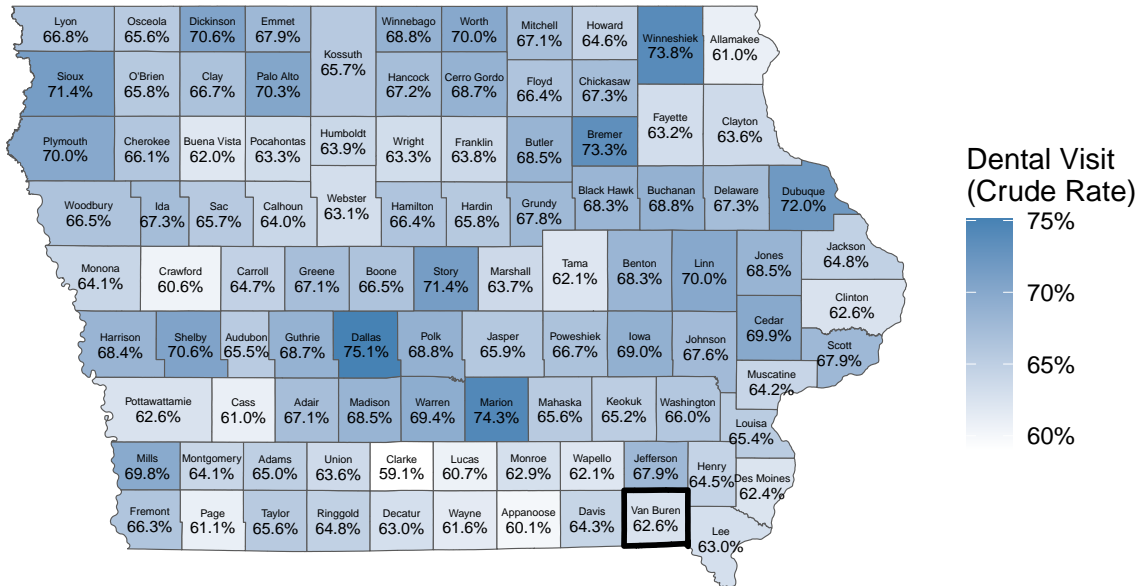 Lyon
66.8%
Osceola
65.6%
Dickinson
70.6%
Emmet
67.9%
Kossuth
65.7%
Winnebago
68.8%
Worth
70.0%
Mitchell
67.1%
Howard
64.6%
Winneshiek
73.8%
Allamakee
61.0%
Sioux
71.4%
O'Brien
65.8%
Clay
66.7%
Palo Alto
70.3%
Hancock
67.2%
Cerro Gordo
68.7%
Floyd
66.4%
Chickasaw
67.3%
Fayette
63.2%
Clayton
63.6%
Plymouth
70.0%
Cherokee
66.1%
Buena Vista
62.0%
Pocahontas
63.3%
Humboldt
63.9%
Wright
63.3%
Franklin
63.8%
Butler
68.5%
Bremer
73.3%
Woodbury
66.5%
Ida
67.3%
Sac
65.7%
Calhoun
64.0%
Webster
63.1%
Hamilton
66.4%
Hardin
65.8%
Grundy
67.8%
Black Hawk
68.3%
Buchanan
68.8%
Delaware
67.3%
Dubuque
72.0%
Monona
64.1%
Crawford
60.6%
Carroll
64.7%
Greene
67.1%
Boone
66.5%
Story
71.4%
Marshall
63.7%
Tama
62.1%
Benton
68.3%
Linn
70.0%
Jones
68.5%
Jackson
64.8%
Clinton
62.6%
Harrison
68.4%
Shelby
70.6%
Audubon
65.5%
Guthrie
68.7%
Dallas
75.1%
Polk
68.8%
Jasper
65.9%
Poweshiek
66.7%
Iowa
69.0%
Johnson
67.6%
Cedar
69.9%
Scott
67.9%
Muscatine
64.2%
Pottawattamie
62.6%
Cass
61.0%
Adair
67.1%
Madison
68.5%
Warren
69.4%
Marion
74.3%
Mahaska
65.6%
Keokuk
65.2%
Washington
66.0%
Louisa
65.4%
Mills
69.8%
Montgomery
64.1%
Adams
65.0%
Union
63.6%
Clarke
59.1%
Lucas
60.7%
Monroe
62.9%
Wapello
62.1%
Jefferson
67.9%
Henry
64.5%
Des Moines
62.4%
Fremont
66.3%
Page
61.1%
Taylor
65.6%
Ringgold
64.8%
Decatur
63.0%
Wayne
61.6%
Appanoose
60.1%
Davis
64.3%
Van Buren
62.6%
Lee
63.0%
Dental Visit
(Crude Rate)
75%
70%
65%
60%